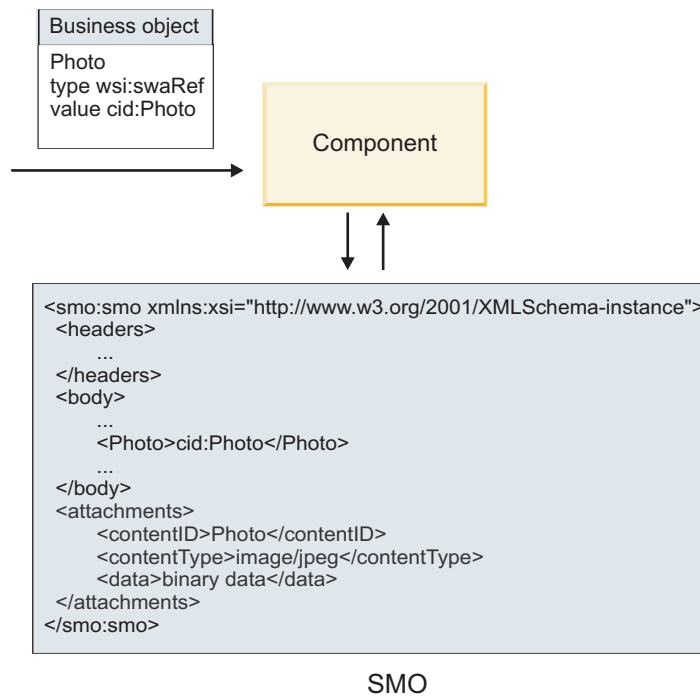 Business object
Photo
type wsi:swaRef
value cid:Photo
Component
<smo:smo xmlns:xsi="http://www.w3.org/2001/XMLSchema-instance">
<headers>
...
</headers>
<body>
...
<Photo>cid:Photo</Photo>
...
</body>
<attachments>
<contentID>Photo</contentID>
<contentType>image/jpeg</contentType>
<data>binary data</data>
</attachments>
</smo:smo>
SMO